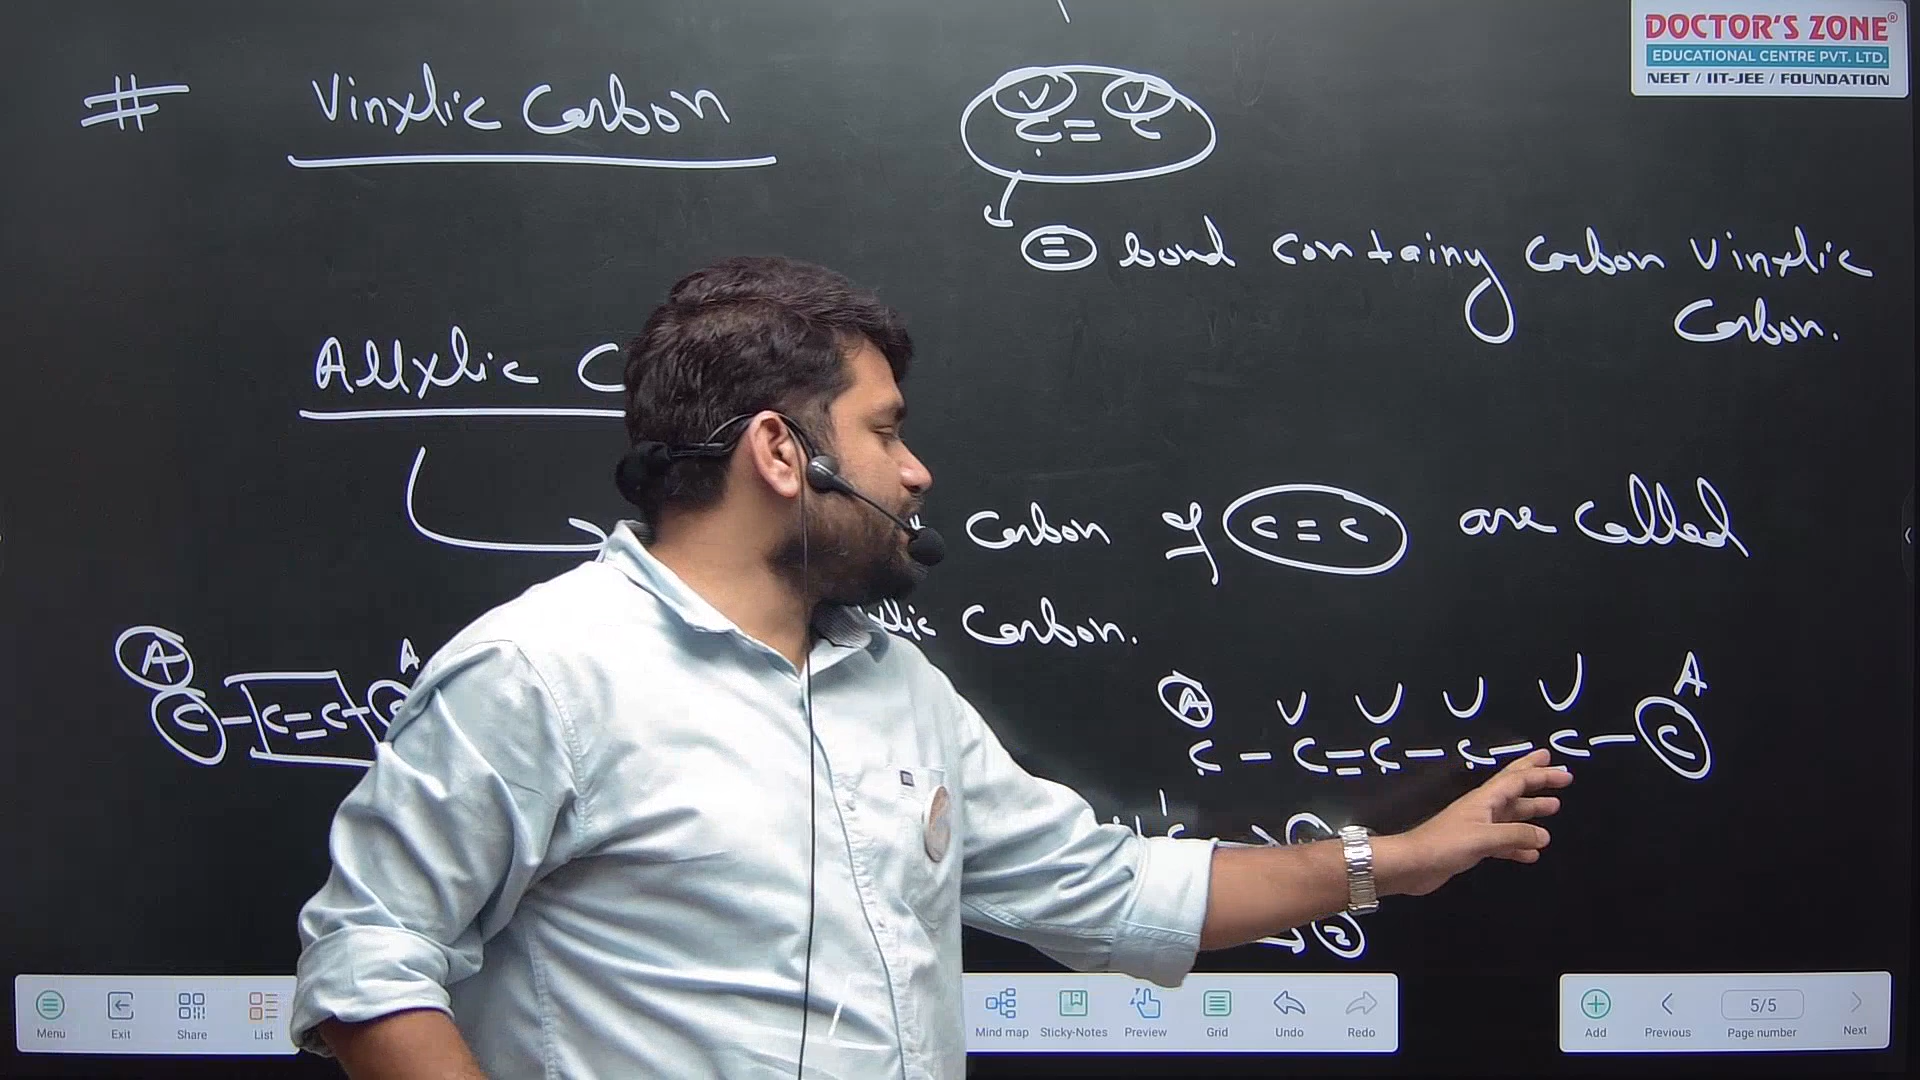 DOCTOR'S ZONE®
EDUCATIONAL CENTRE PVT. LTD.
NEET / IIT-JEE / FOUNDATION
# Vinylic Carbon
V V
C = C
= bond containing Carbon Vinylic
Carbon.
Allylic C
Carbon of C = C are called
Carbon.
A A
C - C = C -
A V V V V A
C - C = C - C = C - C
2
Menu Exit Share List Mind map Sticky-Notes Preview Grid Undo Redo Add Previous 5/5 Page number Next